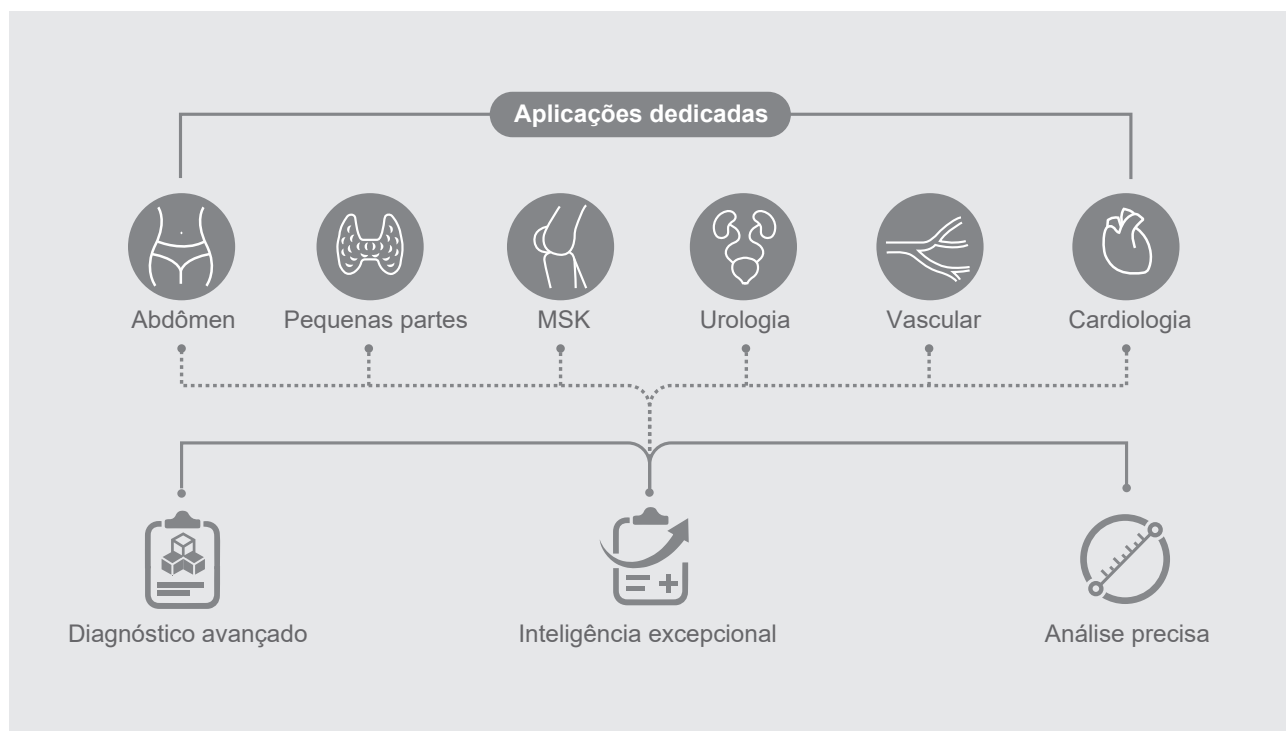 Aplicações dedicadas
Abdômen
Pequenas partes
MSK
Urologia
Vascular
Cardiologia
Diagnóstico avançado
Inteligência excepcional
Análise precisa